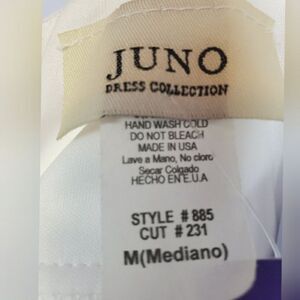 JUNO
DRESS COLLECTION
HAND WASH COLD
DO NOT BLEACH
MADE IN USA
Lave a Mano, No cloro
Secar Colgado
HECHO EN E.U.A
STYLE # 885
CUT # 231
M(Mediano)